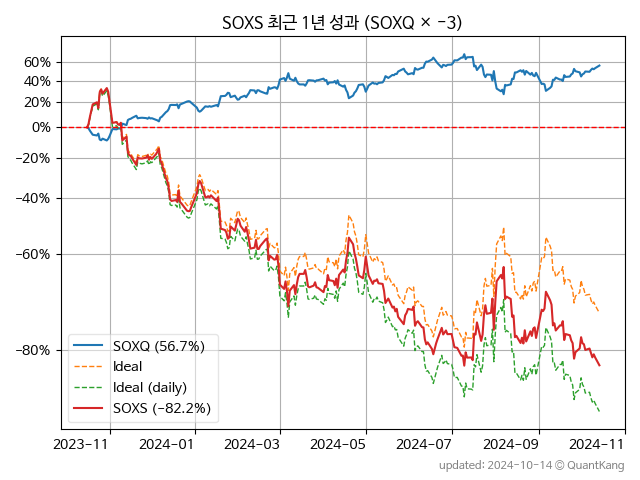 SOXS 최근 1년 성과 (SOXQ × −3)
60%
40%
20%
0%
−20%
−40%
−60%
−80%
SOXQ (56.7%)
Ideal
Ideal (daily)
SOXS (−82.2%)
2023−11 2024−01 2024−03 2024−05 2024−07 2024−09 2024−11
updated: 2024-10-14 © QuantKang